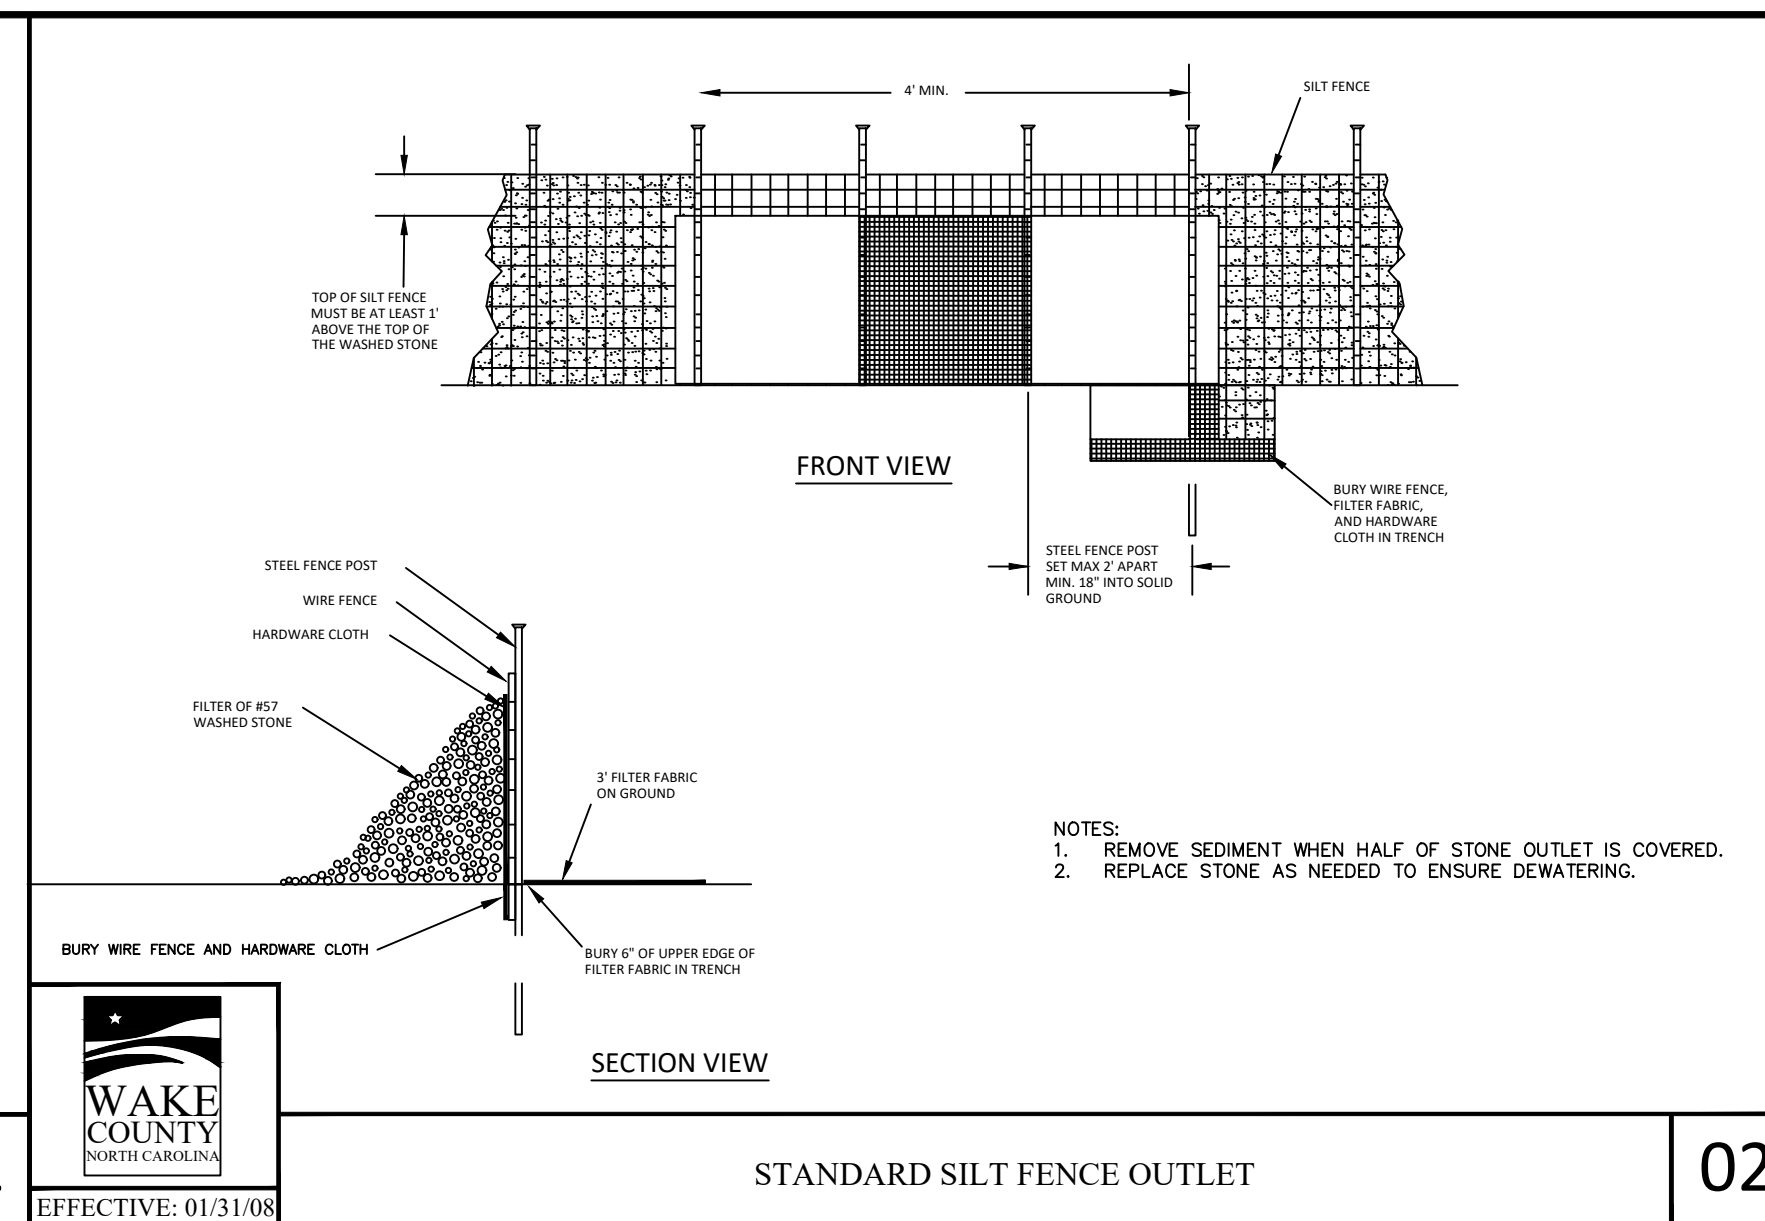 4' MIN.
SILT FENCE
TOP OF SILT FENCE
MUST BE AT LEAST 1'
ABOVE THE TOP OF
THE WASHED STONE
FRONT VIEW
BURY WIRE FENCE,
FILTER FABRIC,
AND HARDWARE
CLOTH IN TRENCH
STEEL FENCE POST
SET MAX 2' APART
MIN. 18" INTO SOLID
GROUND
STEEL FENCE POST
WIRE FENCE
HARDWARE CLOTH
FILTER OF #57
WASHED STONE
3' FILTER FABRIC
ON GROUND
NOTES:
1. REMOVE SEDIMENT WHEN HALF OF STONE OUTLET IS COVERED.
2. REPLACE STONE AS NEEDED TO ENSURE DEWATERING.
BURY WIRE FENCE AND HARDWARE CLOTH
BURY 6" OF UPPER EDGE OF
FILTER FABRIC IN TRENCH
SECTION VIEW
WAKE
COUNTY
NORTH CAROLINA
EFFECTIVE: 01/31/08
STANDARD SILT FENCE OUTLET
02